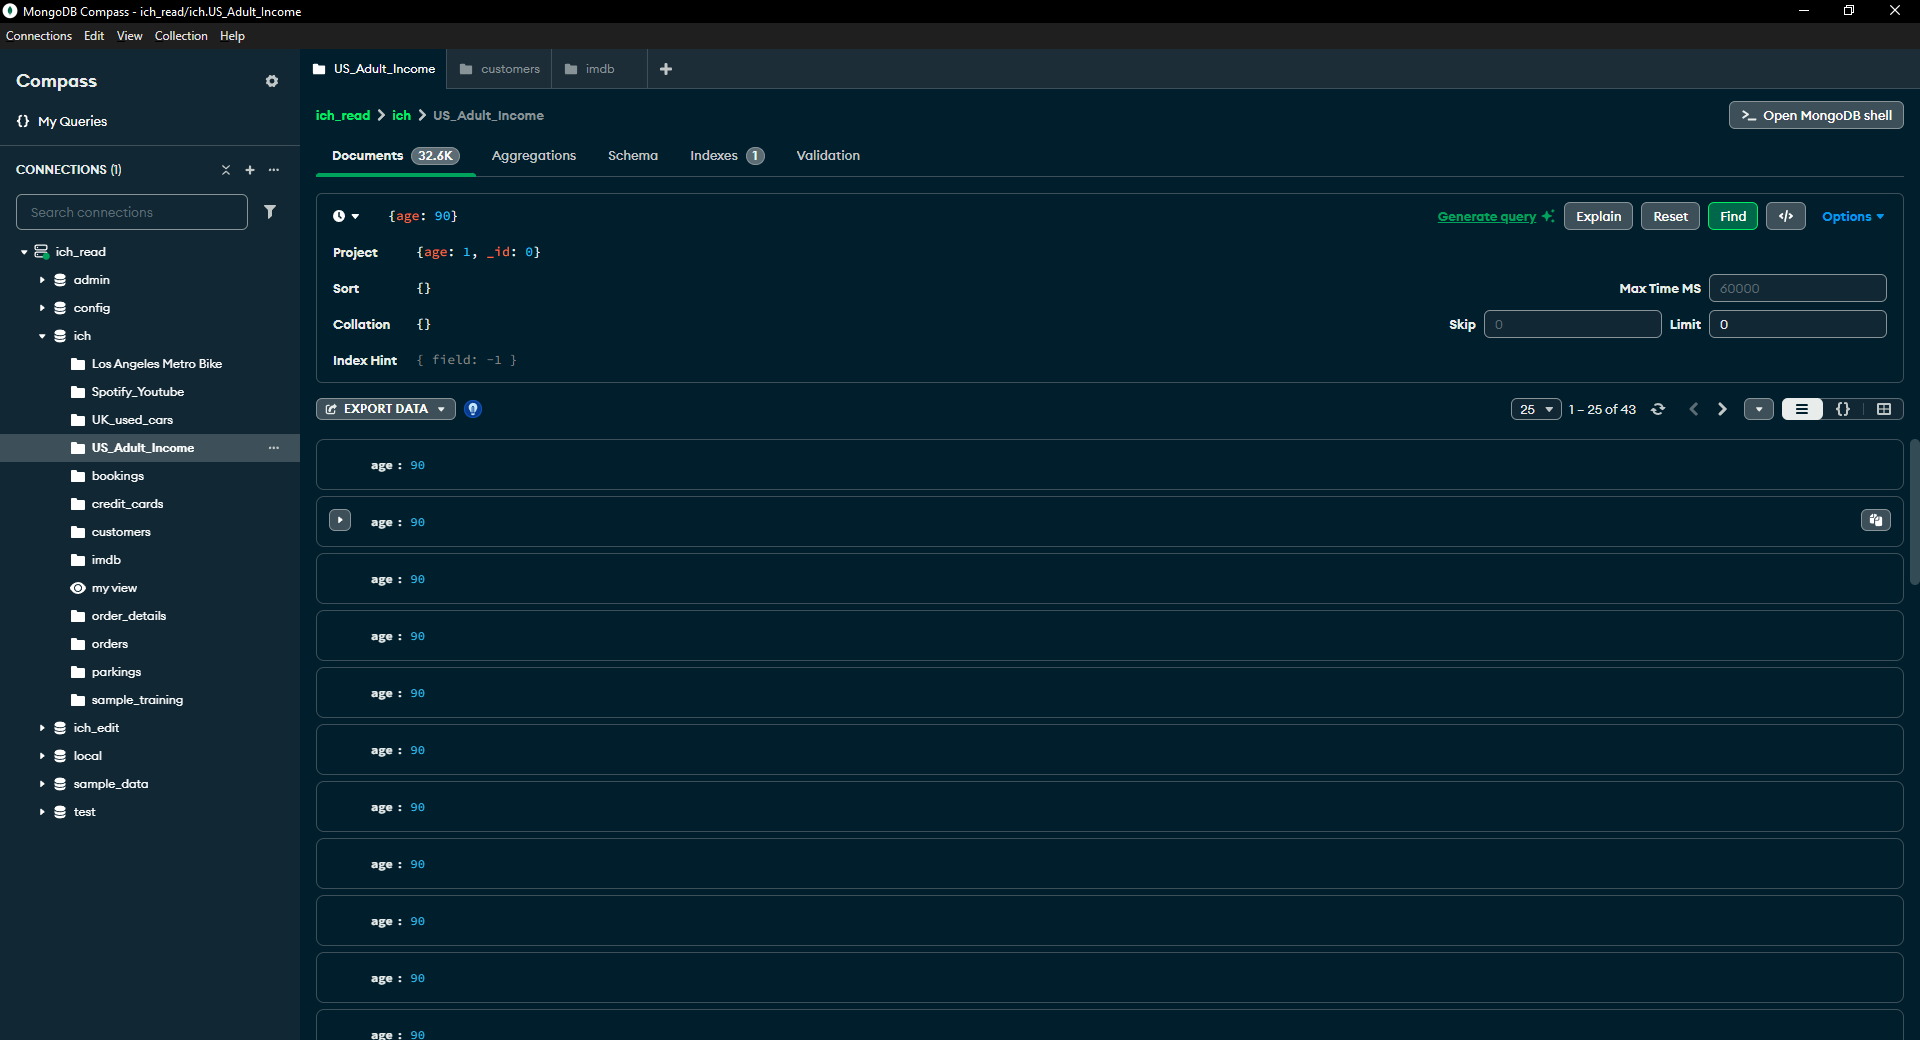 MongoDB Compass - ich_read/ich.US_Adult_Income
Connections Edit View Collection Help
Compass
{} My Queries
CONNECTIONS (1)
Search connections
ich_read
admin
config
ich
Los Angeles Metro Bike
Spotify_Youtube
UK_used_cars
US_Adult_Income
bookings
credit_cards
customers
imdb
my view
order_details
orders
parkings
sample_training
ich_edit
local
sample_data
test
US_Adult_Income customers imdb
ich_read > ich > US_Adult_Income
>_ Open MongoDB shell
Documents 32.6K Aggregations Schema Indexes 1 Validation
{age: 90}
Generate query Explain Reset Find </> Options
Project {age: 1, _id: 0}
Sort {}
Max Time MS 60000
Collation {}
Skip 0 Limit 0
Index Hint { field: -1 }
EXPORT DATA
25 1 – 25 of 43 {}
age : 90
age : 90
age : 90
age : 90
age : 90
age : 90
age : 90
age : 90
age : 90
age : 90
age : 90